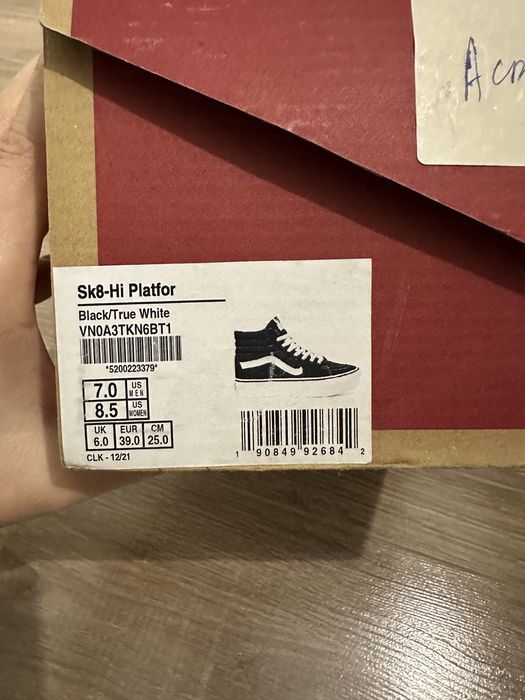 Sk8-Hi Platfor
Black/True White
VN0A3TKN6BT1
*5200223379*
7.0 US MEN
8.5 US WOMEN
UK EUR CM
6.0 39.0 25.0
CLK - 12/21
1 90849 92684 2